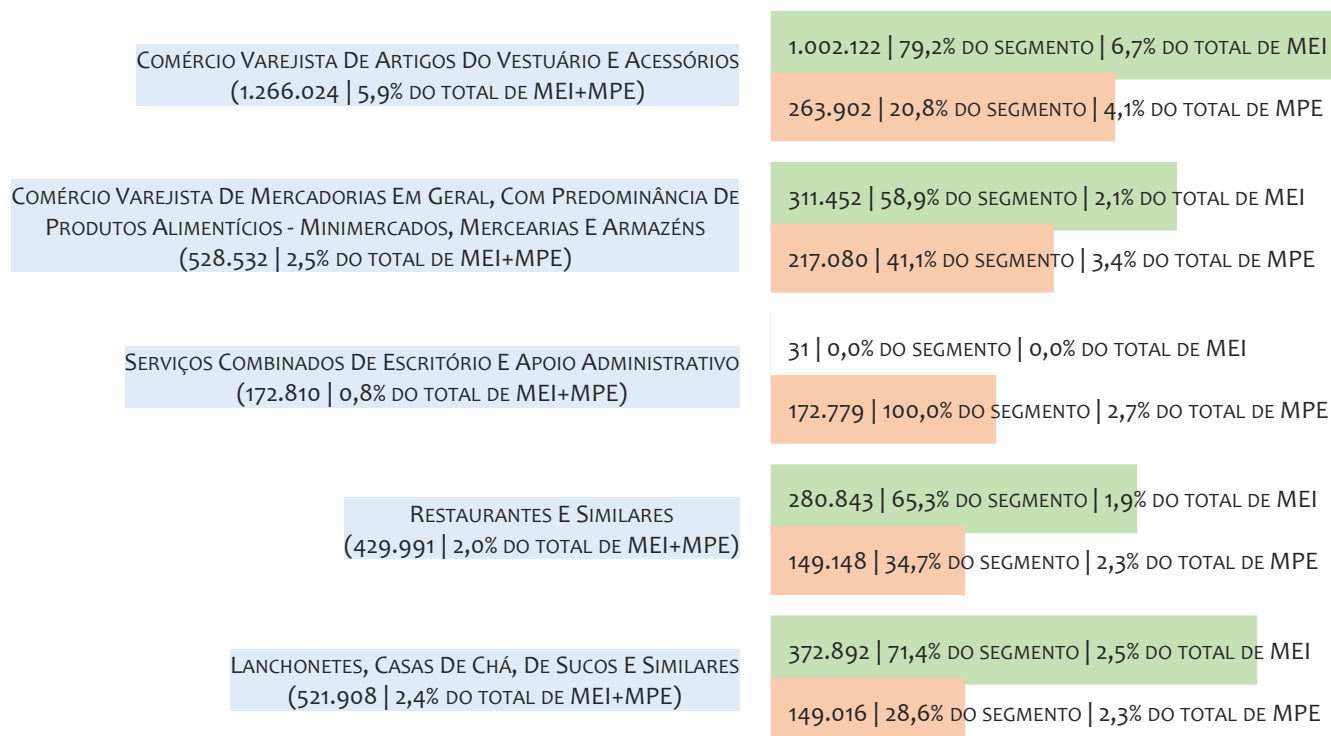 Comércio Varejista De Artigos Do Vestuário E Acessórios
(1.266.024 | 5,9% do total de MEI+MPE)
1.002.122 | 79,2% do segmento | 6,7% do total de MEI
263.902 | 20,8% do segmento | 4,1% do total de MPE
Comércio Varejista De Mercadorias Em Geral, Com Predominância De
Produtos Alimentícios - Minimercados, Mercearias E Armazéns
(528.532 | 2,5% do total de MEI+MPE)
311.452 | 58,9% do segmento | 2,1% do total de MEI
217.080 | 41,1% do segmento | 3,4% do total de MPE
Serviços Combinados De Escritório E Apoio Administrativo
(172.810 | 0,8% do total de MEI+MPE)
31 | 0,0% do segmento | 0,0% do total de MEI
172.779 | 100,0% do segmento | 2,7% do total de MPE
Restaurantes E Similares
(429.991 | 2,0% do total de MEI+MPE)
280.843 | 65,3% do segmento | 1,9% do total de MEI
149.148 | 34,7% do segmento | 2,3% do total de MPE
Lanchonetes, Casas De Chá, De Sucos E Similares
(521.908 | 2,4% do total de MEI+MPE)
372.892 | 71,4% do segmento | 2,5% do total de MEI
149.016 | 28,6% do segmento | 2,3% do total de MPE